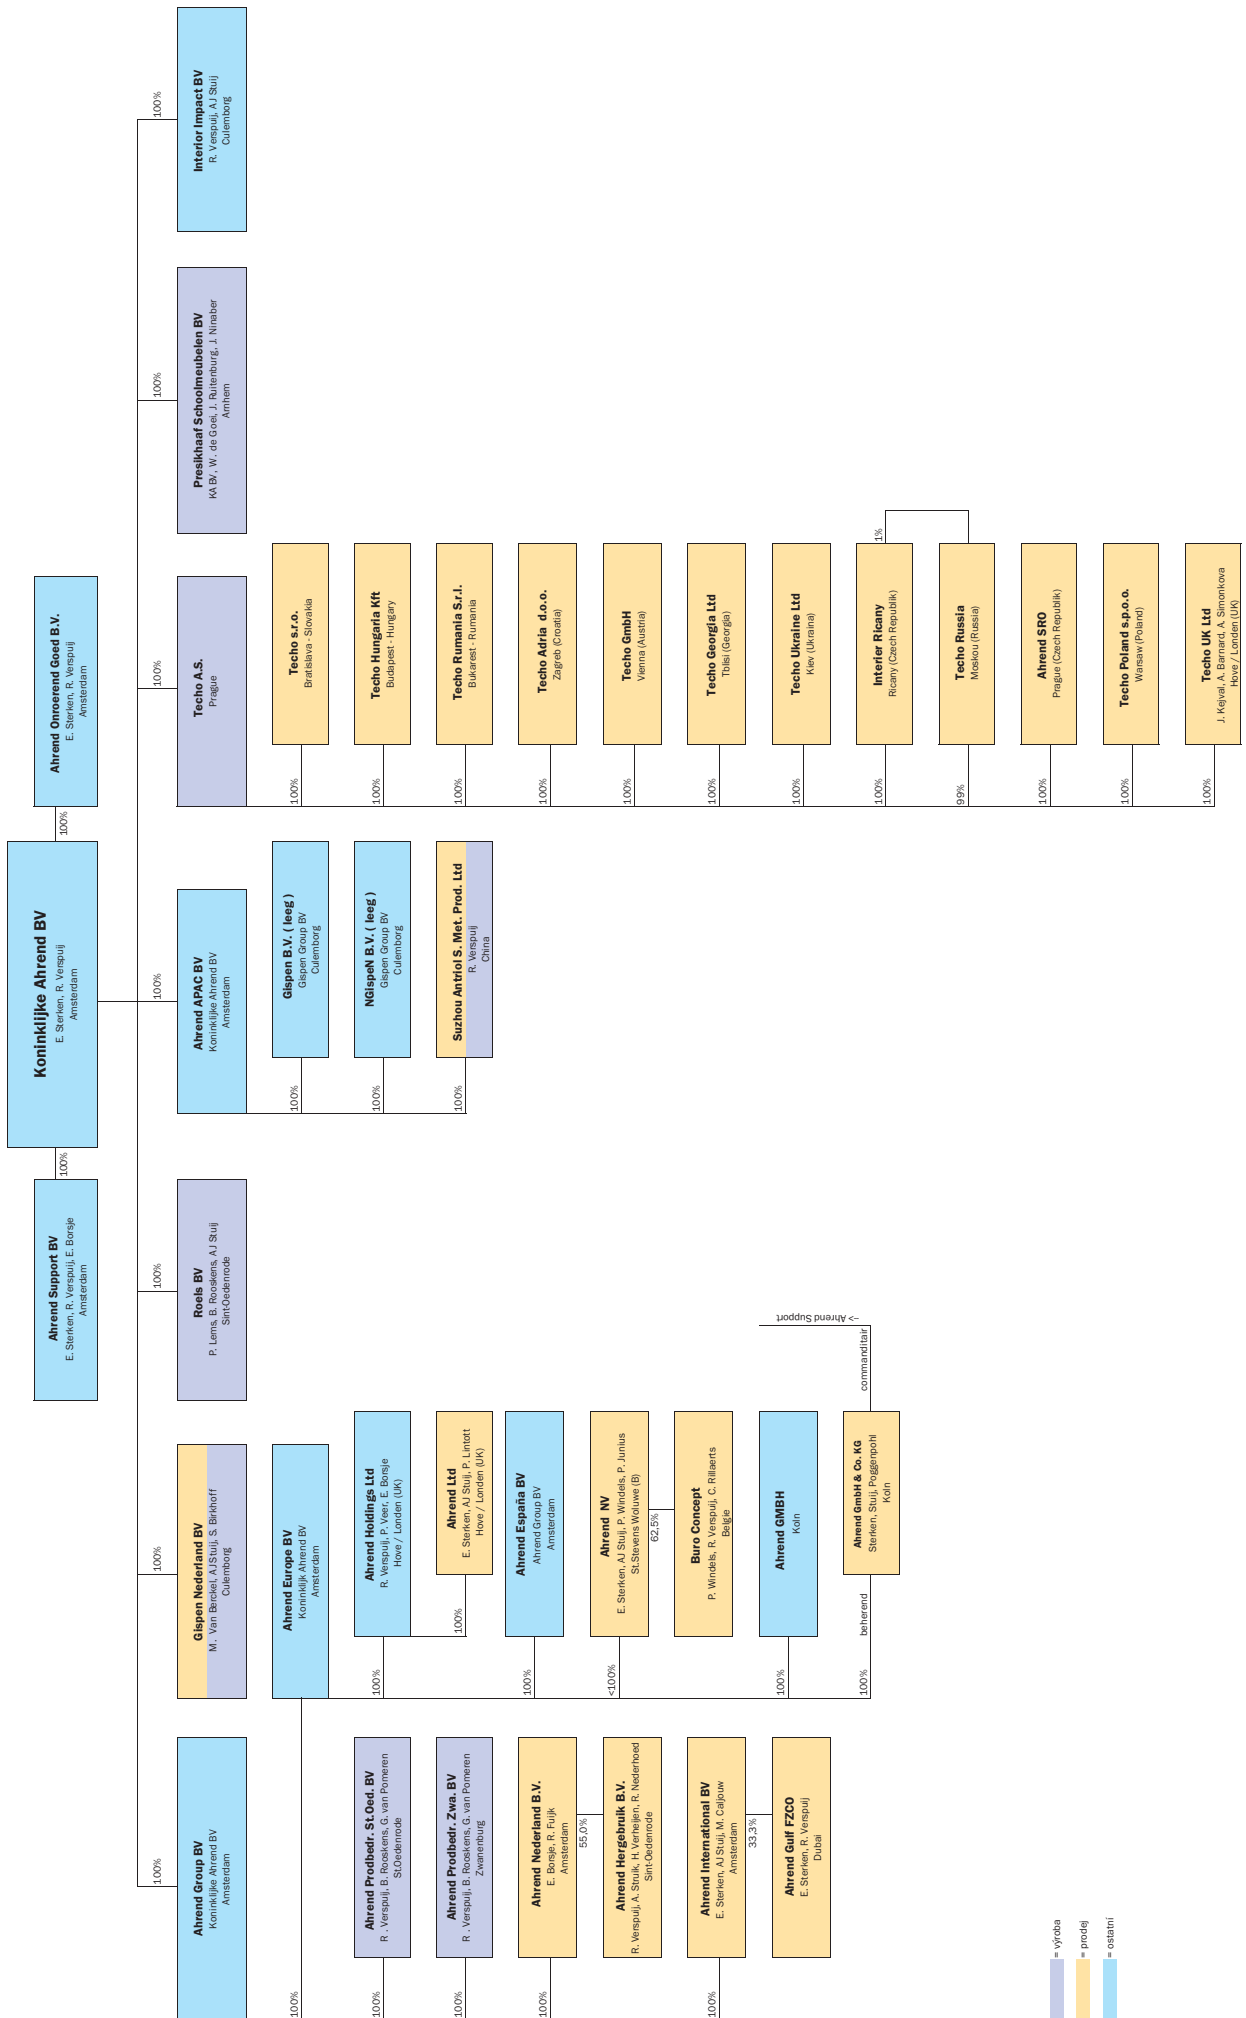 Koninklijke Ahrend BV
E. Sterken, R. Verspuij
Amsterdam
100%
Ahrend Support BV
E. Sterken, R. Verspuij, E. Borsje
Amsterdam
100%
Ahrend Onroerend Goed B.V.
E. Sterken, R. Verspuij
Amsterdam
100%
Ahrend Group BV
Koninklijke Ahrend BV
Amsterdam
100%
Gispen Nederland BV
M. Van Berckel, AJ Stuij, S. Birkhoff
Culemborg
100%
Roels BV
P. Lems, B. Rooskens, AJ Stuij
Sint-Oedenrode
100%
Ahrend APAC BV
Koninklijke Ahrend BV
Amsterdam
100%
Techo A.S.
Prague
100%
Presikhaaf Schoolmeubelen BV
KA BV, W. de Goei, J. Ruitenburg, J. Ninaber
Arnhem
100%
Interior Impact BV
R. Verspuij, AJ Stuij
Culemborg
100%
Ahrend Europe BV
Koninklijk Ahrend BV
Amsterdam
100%
Ahrend Prodbedr. St.Oed. BV
R . Verspuij, B. Rooskens, G. van Pomeren
St.Oedenrode
100%
Ahrend Prodbedr. Zwa. BV
R . Verspuij, B. Rooskens, G. van Pomeren
Zwanenburg
100%
Ahrend Nederland B.V.
E. Borsje, R. Fuijk
Amsterdam
55,0%
Ahrend Hergebruik B.V.
R. Verspuij, A. Struik, H. Verheijen, R. Nederhoed
Sint-Oedenrode
100%
Ahrend International BV
E. Sterken, AJ Stuij, M. Caljouw
Amsterdam
33,3%
Ahrend Gulf FZCO
E. Sterken, R. Verspuij
Dubai
100%
Ahrend Holdings Ltd
R. Verspuij, P. Veer, E. Borsje
Hove / Londen (UK)
100%
Ahrend Ltd
E. Sterken, AJ Stuij, P. Lintott
Hove / Londen (UK)
100%
Ahrend España BV
Ahrend Group BV
Amsterdam
<100%
Ahrend NV
E. Sterken, AJ Stuij, P. Windels, P. Junius
St.Stevens Woluwe (B)
62,5%
Buro Concept
P. Windels, R. Verspuij, C. Rillaerts
Belgie
100%
Ahrend GMBH
Koln
100%
beherend
Ahrend GmbH & Co. KG
Sterken, Stuij, Poggenpohl
Koln
commanditair
~> Ahrend Support
100%
Gispen B.V. ( leeg )
Gispen Group BV
Culemborg
100%
NGispeN B.V. ( leeg )
Gispen Group BV
Culemborg
100%
Suzhou Antriol S. Met. Prod. Ltd
R. Verspuij
China
100%
Techo s.r.o.
Bratislava - Slovakia
100%
Techo Hungaria Kft
Budapest - Hungary
100%
Techo Rumania S.r.l.
Bukarest - Rumania
100%
Techo Adria d.o.o.
Zagreb (Croatia)
100%
Techo GmbH
Vienna (Austria)
100%
Techo Georgia Ltd
Tblisi (Georgia)
100%
Techo Ukraine Ltd
Kiev (Ukraina)
100%
Interier Ricany
Ricany (Czech Republik)
1%
99%
Techo Russia
Moskou (Russia)
100%
Ahrend SRO
Prague (Czech Republik)
100%
Techo Poland s.p.o.o.
Warsaw (Poland)
100%
Techo UK Ltd
J. Kejval, A. Barnard, A. Simonkova
Hove / Londen (UK)
= výroba
= prodej
= ostatní